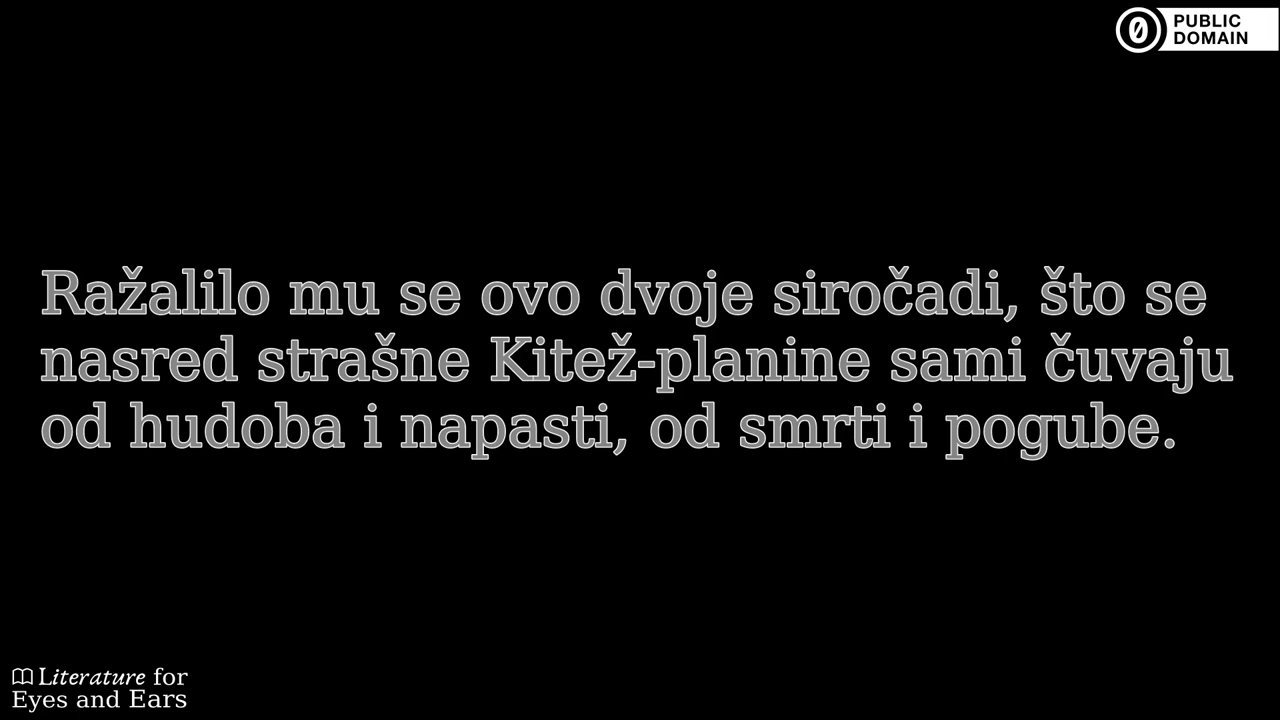 PUBLIC
DOMAIN
Ražalilo mu se ovo dvoje siročadi, što se
nasred strašne Kitež-planine sami čuvaju
od hudoba i napasti, od smrti i pogube.
Literature for
Eyes and Ears